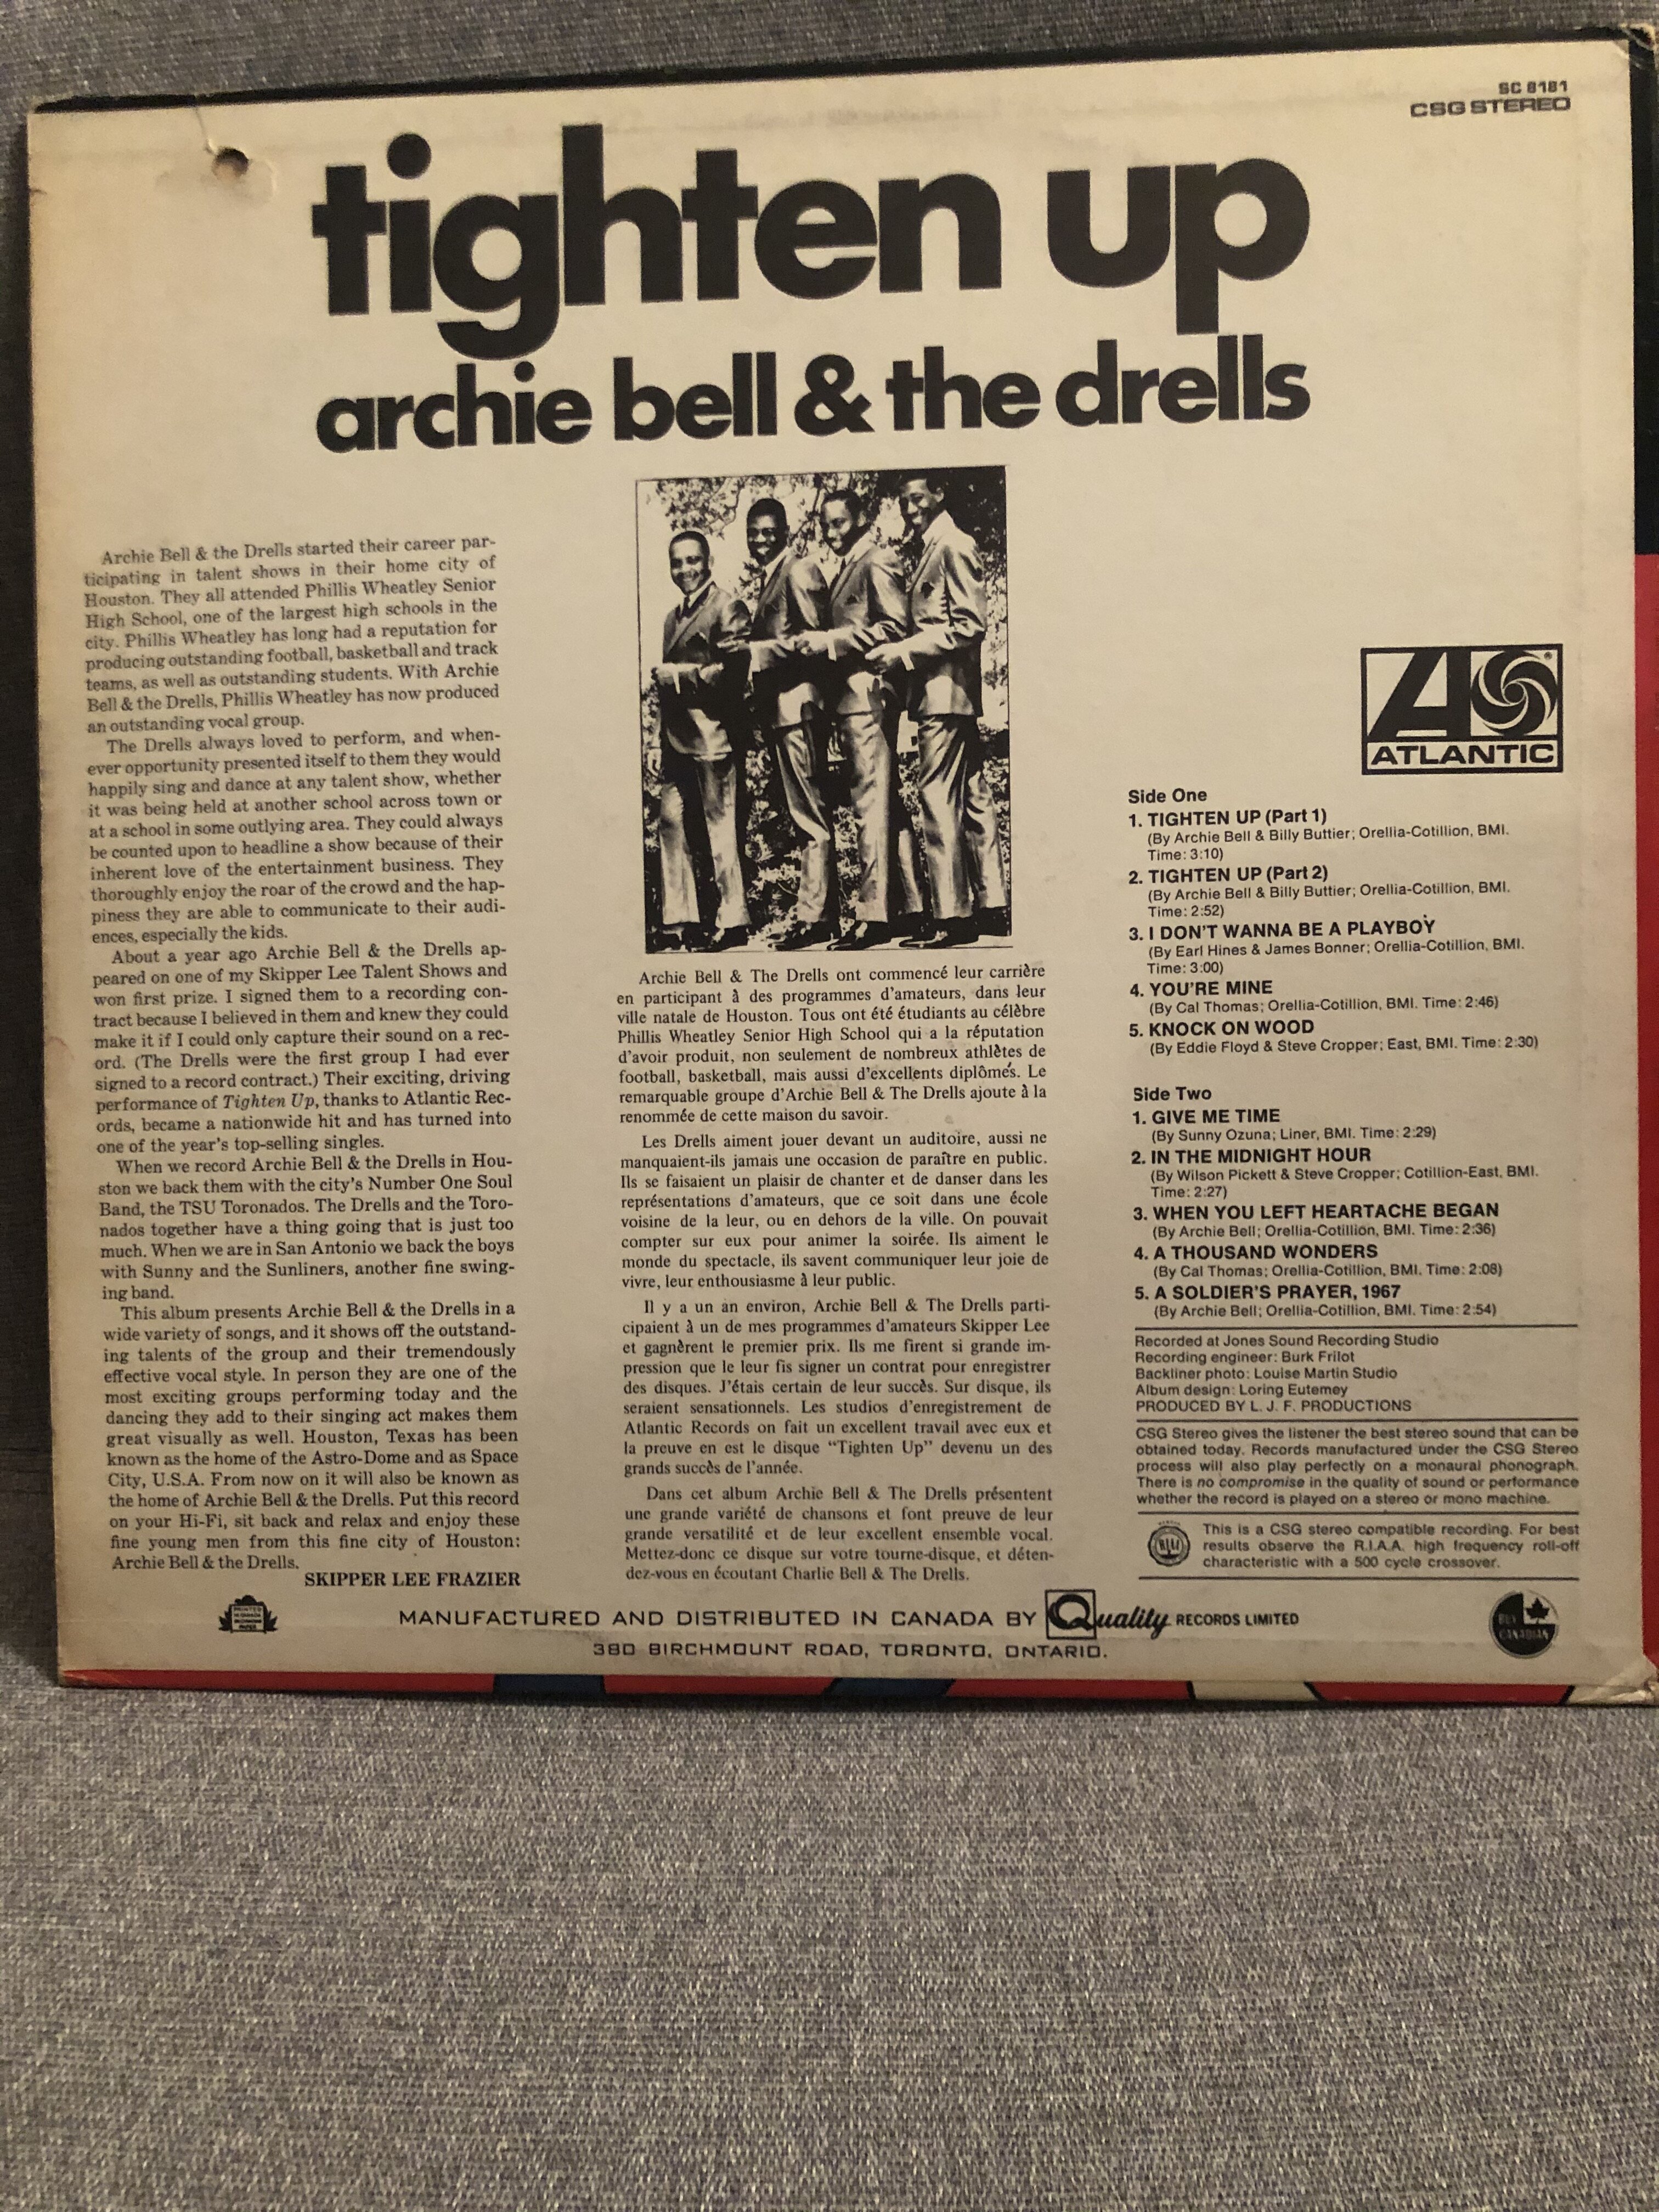 SC 8181
CSG STEREO
tighten up
archie bell & the drells
Archie Bell & the Drells started their career par-
ticipating in talent shows in their home city of
Houston. They all attended Phillis Wheatley Senior
High School, one of the largest high schools in the
city. Phillis Wheatley has long had a reputation for
producing outstanding football, basketball and track
teams, as well as outstanding students. With Archie
Bell & the Drells, Phillis Wheatley has now produced
an outstanding vocal group.
The Drells always loved to perform, and when-
ever opportunity presented itself to them they would
happily sing and dance at any talent show, whether
it was being held at another school across town or
at a school in some outlying area. They could always
be counted upon to headline a show because of their
inherent love of the entertainment business. They
thoroughly enjoy the roar of the crowd and the hap-
piness they are able to communicate to their audi-
ences, especially the kids.
About a year ago Archie Bell & the Drells ap-
peared on one of my Skipper Lee Talent Shows and
won first prize. I signed them to a recording con-
tract because I believed in them and knew they could
make it if I could only capture their sound on a rec-
ord. (The Drells were the first group I had ever
signed to a record contract.) Their exciting, driving
performance of Tighten Up, thanks to Atlantic Rec-
ords, became a nationwide hit and has turned into
one of the year's top-selling singles.
When we record Archie Bell & the Drells in Hou-
ston we back them with the city's Number One Soul
Band, the TSU Toronados. The Drells and the Toro-
nados together have a thing going that is just too
much. When we are in San Antonio we back the boys
with Sunny and the Sunliners, another fine swing-
ing band.
This album presents Archie Bell & the Drells in a
wide variety of songs, and it shows off the outstand-
ing talents of the group and their tremendously
effective vocal style. In person they are one of the
most exciting groups performing today and the
dancing they add to their singing act makes them
great visually as well. Houston, Texas has been
known as the home of the Astro-Dome and as Space
City, U.S.A. From now on it will also be known as
the home of Archie Bell & the Drells. Put this record
on your Hi-Fi, sit back and relax and enjoy these
fine young men from this fine city of Houston:
Archie Bell & the Drells.
SKIPPER LEE FRAZIER
Archie Bell & The Drells ont commencé leur carrière
en participant à des programmes d'amateurs, dans leur
ville natale de Houston. Tous ont été étudiants au célèbre
Phillis Wheatley Senior High School qui a la réputation
d'avoir produit, non seulement de nombreux athlètes de
football, basketball, mais aussi d'excellents diplômés. Le
remarquable groupe d'Archie Bell & The Drells ajoute à la
renommée de cette maison du savoir.
Les Drells aiment jouer devant un auditoire, aussi ne
manquaient-ils jamais une occasion de paraître en public.
Ils se faisaient un plaisir de chanter et de danser dans les
représentations d'amateurs, que ce soit dans une école
voisine de la leur, ou en dehors de la ville. On pouvait
compter sur eux pour animer la soirée. Ils aiment le
monde du spectacle, ils savent communiquer leur joie de
vivre, leur enthousiasme à leur public.
Il y a un an environ, Archie Bell & The Drells parti-
cipaient à un de mes programmes d'amateurs Skipper Lee
et gagnèrent le premier prix. Ils me firent si grande im-
pression que le leur fis signer un contrat pour enregistrer
des disques. J'étais certain de leur succès. Sur disque, ils
seraient sensationnels. Les studios d'enregistrement de
Atlantic Records on fait un excellent travail avec eux et
la preuve en est le disque “Tighten Up” devenu un des
grands succès de l'année.
Dans cet album Archie Bell & The Drells présentent
une grande variété de chansons et font preuve de leur
grande versatilité et de leur excellent ensemble vocal.
Mettez-donc ce disque sur votre tourne-disque, et déten-
dez-vous en écoutant Charlie Bell & The Drells.
ATLANTIC
Side One
1. TIGHTEN UP (Part 1)
(By Archie Bell & Billy Buttier; Orellia-Cotillion, BMI.
Time: 3:10)
2. TIGHTEN UP (Part 2)
(By Archie Bell & Billy Buttier; Orellia-Cotillion, BMI.
Time: 2:52)
3. I DON'T WANNA BE A PLAYBOY
(By Earl Hines & James Bonner; Orellia-Cotillion, BMI.
Time: 3:00)
4. YOU'RE MINE
(By Cal Thomas; Orellia-Cotillion, BMI. Time: 2:46)
5. KNOCK ON WOOD
(By Eddie Floyd & Steve Cropper; East, BMI. Time: 2:30)
Side Two
1. GIVE ME TIME
(By Sunny Ozuna; Liner, BMI. Time: 2:29)
2. IN THE MIDNIGHT HOUR
(By Wilson Pickett & Steve Cropper; Cotillion-East, BMI.
Time: 2:27)
3. WHEN YOU LEFT HEARTACHE BEGAN
(By Archie Bell; Orellia-Cotillion, BMI. Time: 2:36)
4. A THOUSAND WONDERS
(By Cal Thomas; Orellia-Cotillion, BMI. Time: 2:08)
5. A SOLDIER'S PRAYER, 1967
(By Archie Bell; Orellia-Cotillion, BMI. Time: 2:54)
Recorded at Jones Sound Recording Studio
Recording engineer: Burk Frilot
Backliner photo: Louise Martin Studio
Album design: Loring Eutemey
PRODUCED BY L. J. F. PRODUCTIONS
CSG Stereo gives the listener the best stereo sound that can be
obtained today. Records manufactured under the CSG Stereo
process will also play perfectly on a monaural phonograph.
There is no compromise in the quality of sound or performance
whether the record is played on a stereo or mono machine.
This is a CSG stereo compatible recording. For best
results observe the R.I.A.A. high frequency roll-off
characteristic with a 500 cycle crossover.
MANUFACTURED AND DISTRIBUTED IN CANADA BY Quality RECORDS LIMITED
380 BIRCHMOUNT ROAD, TORONTO, ONTARIO.
BUY
CANADIAN